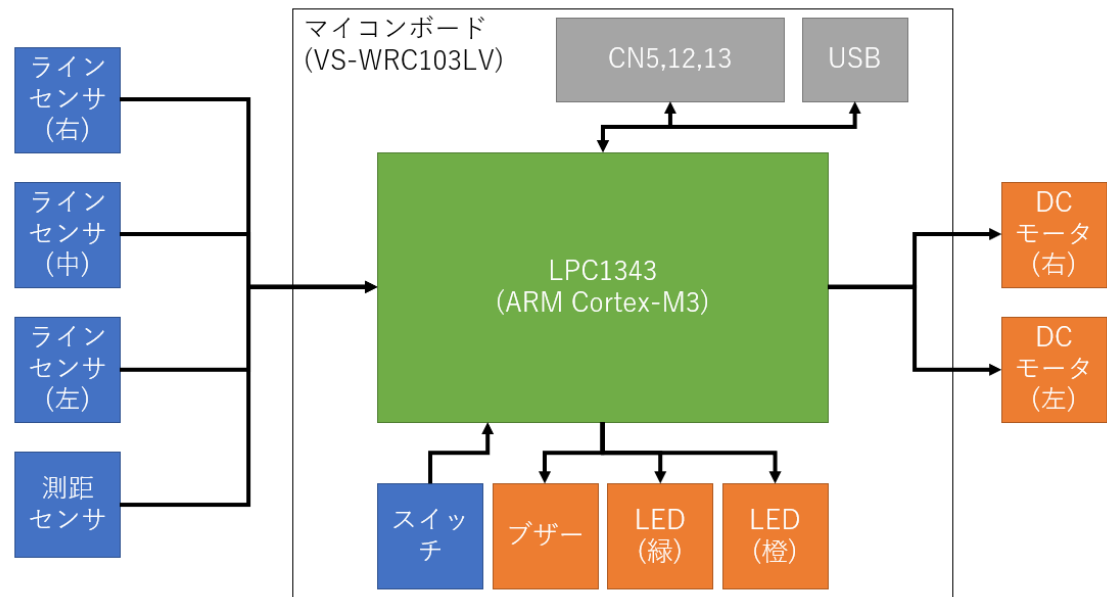 マイコンボード
(VS-WRC103LV)
CN5,12,13
USB
ライン
センサ
(右)
ライン
センサ
(中)
ライン
センサ
(左)
測距
センサ
LPC1343
(ARM Cortex-M3)
DC
モータ
(右)
DC
モータ
(左)
スイッ
チ
ブザー
LED
(緑)
LED
(橙)